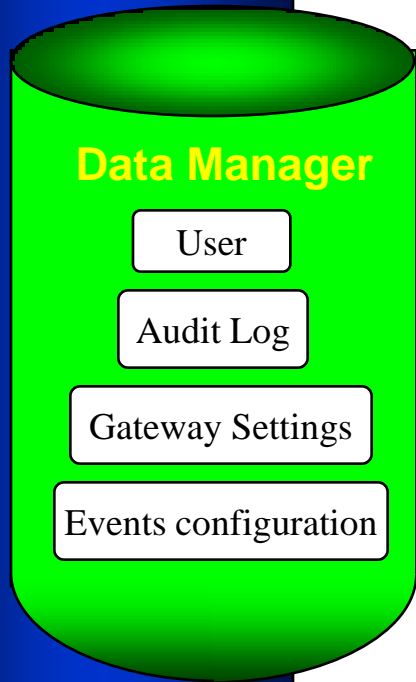 Data Manager
User
Audit Log
Gateway Settings
Events configuration